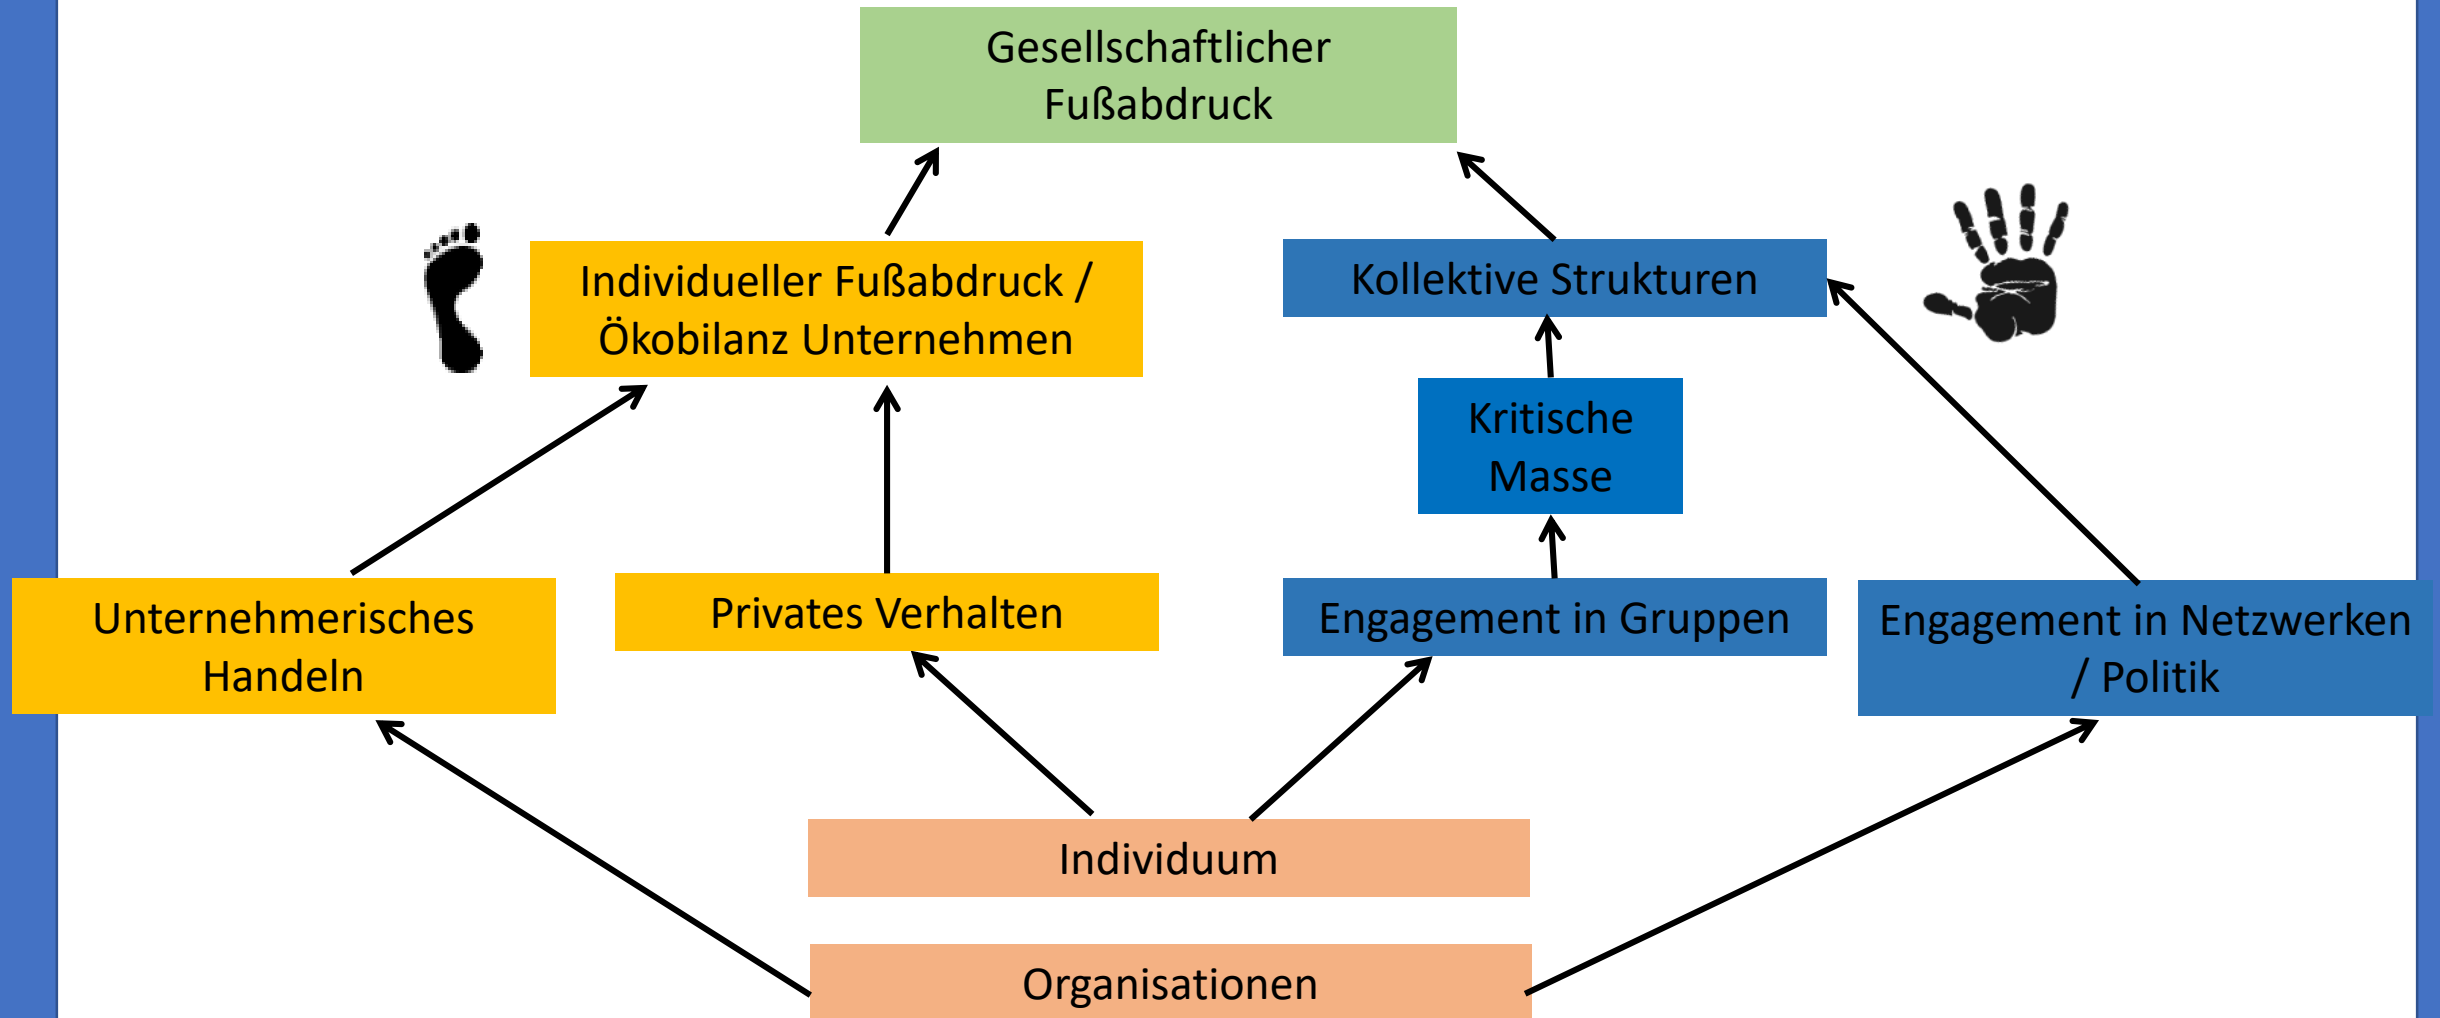 Gesellschaftlicher
Fußabdruck
Individueller Fußabdruck /
Ökobilanz Unternehmen
Kollektive Strukturen
Kritische
Masse
Unternehmerisches
Handeln
Privates Verhalten
Engagement in Gruppen
Engagement in Netzwerken
/ Politik
Individuum
Organisationen